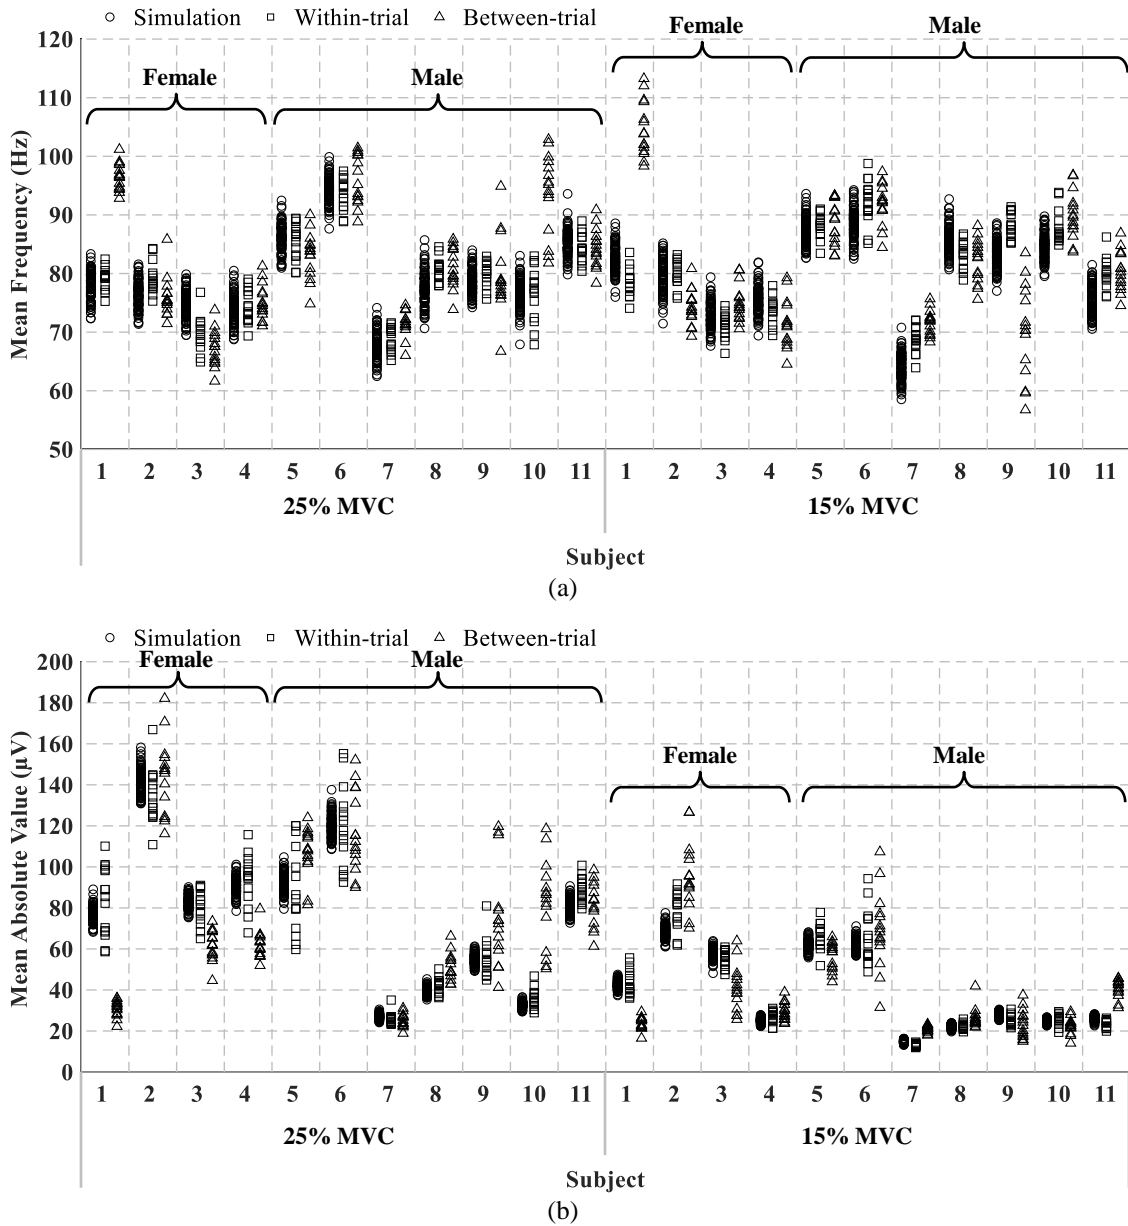 ○ Simulation □ Within-trial △ Between-trial
Female
Male
Female
Male
Mean Frequency (Hz)
120
110
100
90
80
70
60
50
1 2 3 4 5 6 7 8 9 10 11 1 2 3 4 5 6 7 8 9 10 11
25% MVC 15% MVC
Subject
(a)
○ Simulation □ Within-trial △ Between-trial
Female
Male
Female
Male
Mean Absolute Value (µV)
200
180
160
140
120
100
80
60
40
20
0
1 2 3 4 5 6 7 8 9 10 11 1 2 3 4 5 6 7 8 9 10 11
25% MVC 15% MVC
Subject
(b)